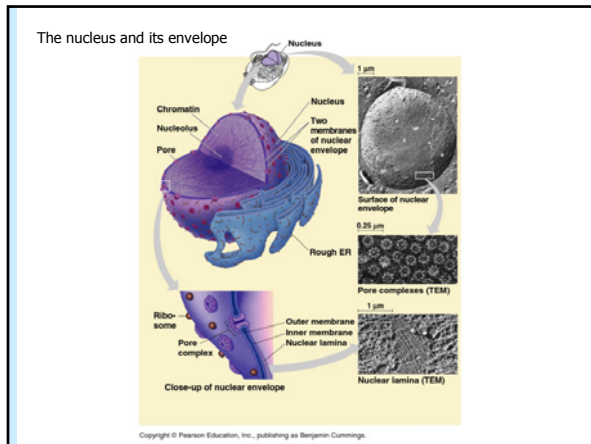 The nucleus and its envelope
Nucleus
1 µm
Chromatin
Nucleolus
Pore
Nucleus
Two
membranes
of nuclear
envelope
Surface of nuclear
envelope
0.25 µm
Rough ER
Pore complexes (TEM)
1 µm
Ribo-
some
Pore
complex
Outer membrane
Inner membrane
Nuclear lamina
Close-up of nuclear envelope
Nuclear lamina (TEM)
Copyright © Pearson Education, Inc., publishing as Benjamin Cummings.